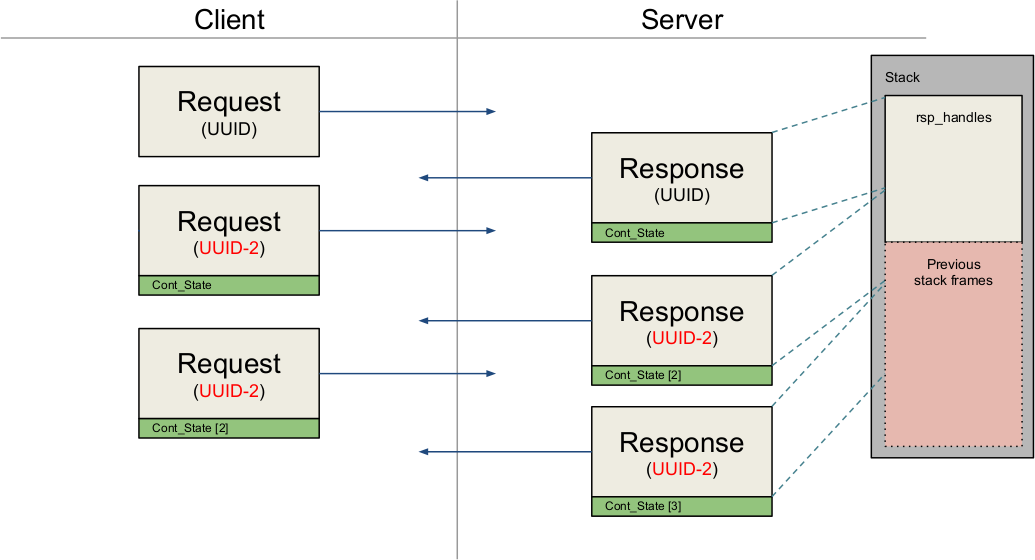 Client
Server
Stack
rsp_handles
Previous
stack frames
Request
(UUID)
Response
(UUID)
Cont_State
Request
(UUID-2)
Cont_State
Response
(UUID-2)
Cont_State [2]
Request
(UUID-2)
Cont_State [2]
Response
(UUID-2)
Cont_State [3]